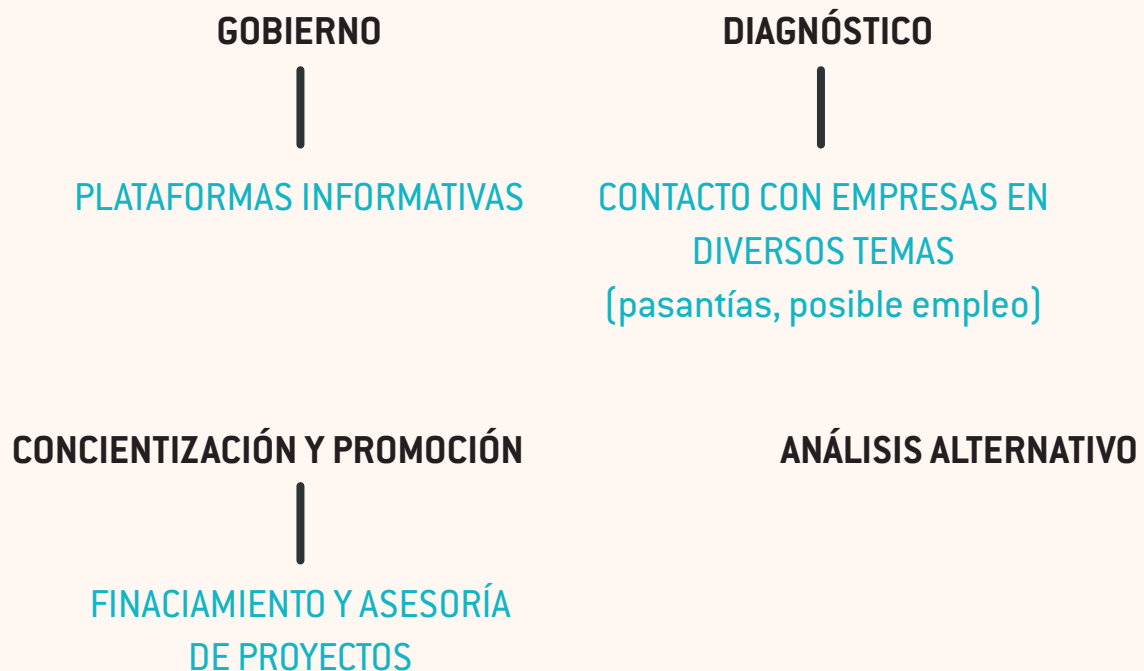 GOBIERNO
PLATAFORMAS INFORMATIVAS
DIAGNÓSTICO
CONTACTO CON EMPRESAS EN
DIVERSOS TEMAS
(pasantías, posible empleo)
CONCIENTIZACIÓN Y PROMOCIÓN
FINACIAMIENTO Y ASESORÍA
DE PROYECTOS
ANÁLISIS ALTERNATIVO